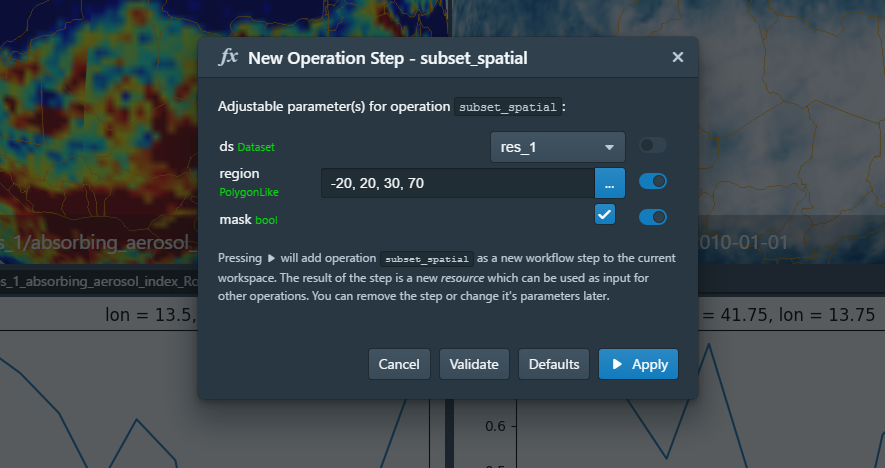 fx New Operation Step - subset_spatial ×
Adjustable parameter(s) for operation subset_spatial :
ds Dataset res_1
region
PolygonLike -20, 20, 30, 70 ...
mask bool
s_1/absorbing_aerosol_ 010-01-01
Pressing will add operation subset_spatial as a new workflow step to the current
workspace. The result of the step is a new resource which can be used as input for
other operations. You can remove the step or change it's parameters later.
s_1_absorbing_aerosol_index_Ro
lon = 13.5, = 41.75, lon = 13.75
Cancel Validate Defaults Apply
0.6